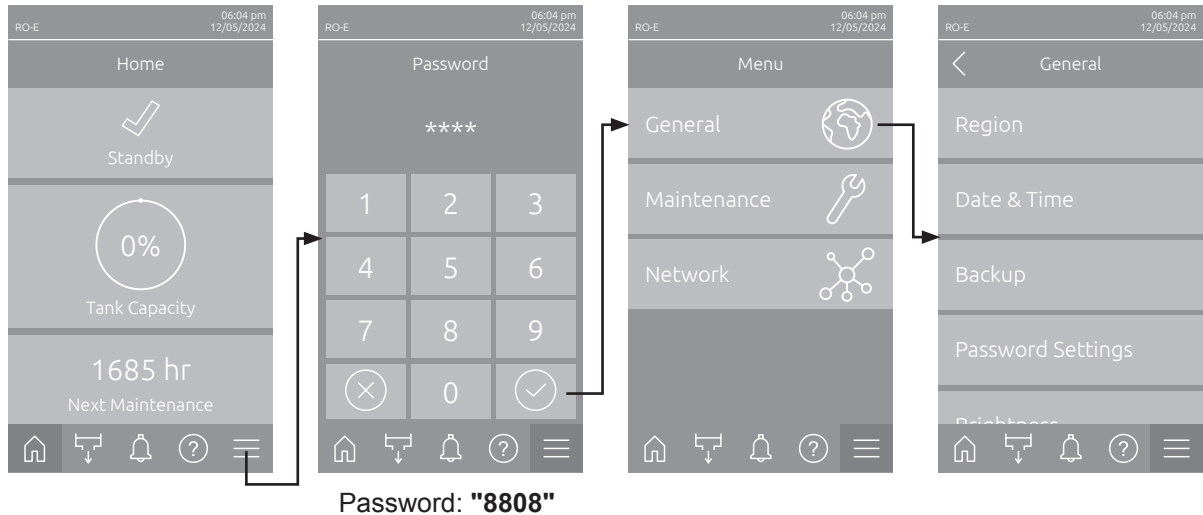 06:04 pm
RO-E 12/05/2024
Home
Standby
0%
Tank Capacity
1685 hr
Next Maintenance
?
06:04 pm
RO-E 12/05/2024
Password
****
1 2 3
4 5 6
7 8 9
0
?
Password: "8808"
06:04 pm
RO-E 12/05/2024
Menu
General
Maintenance
Network
?
06:04 pm
RO-E 12/05/2024
General
Region
Date & Time
Backup
Password Settings
Brightness
?